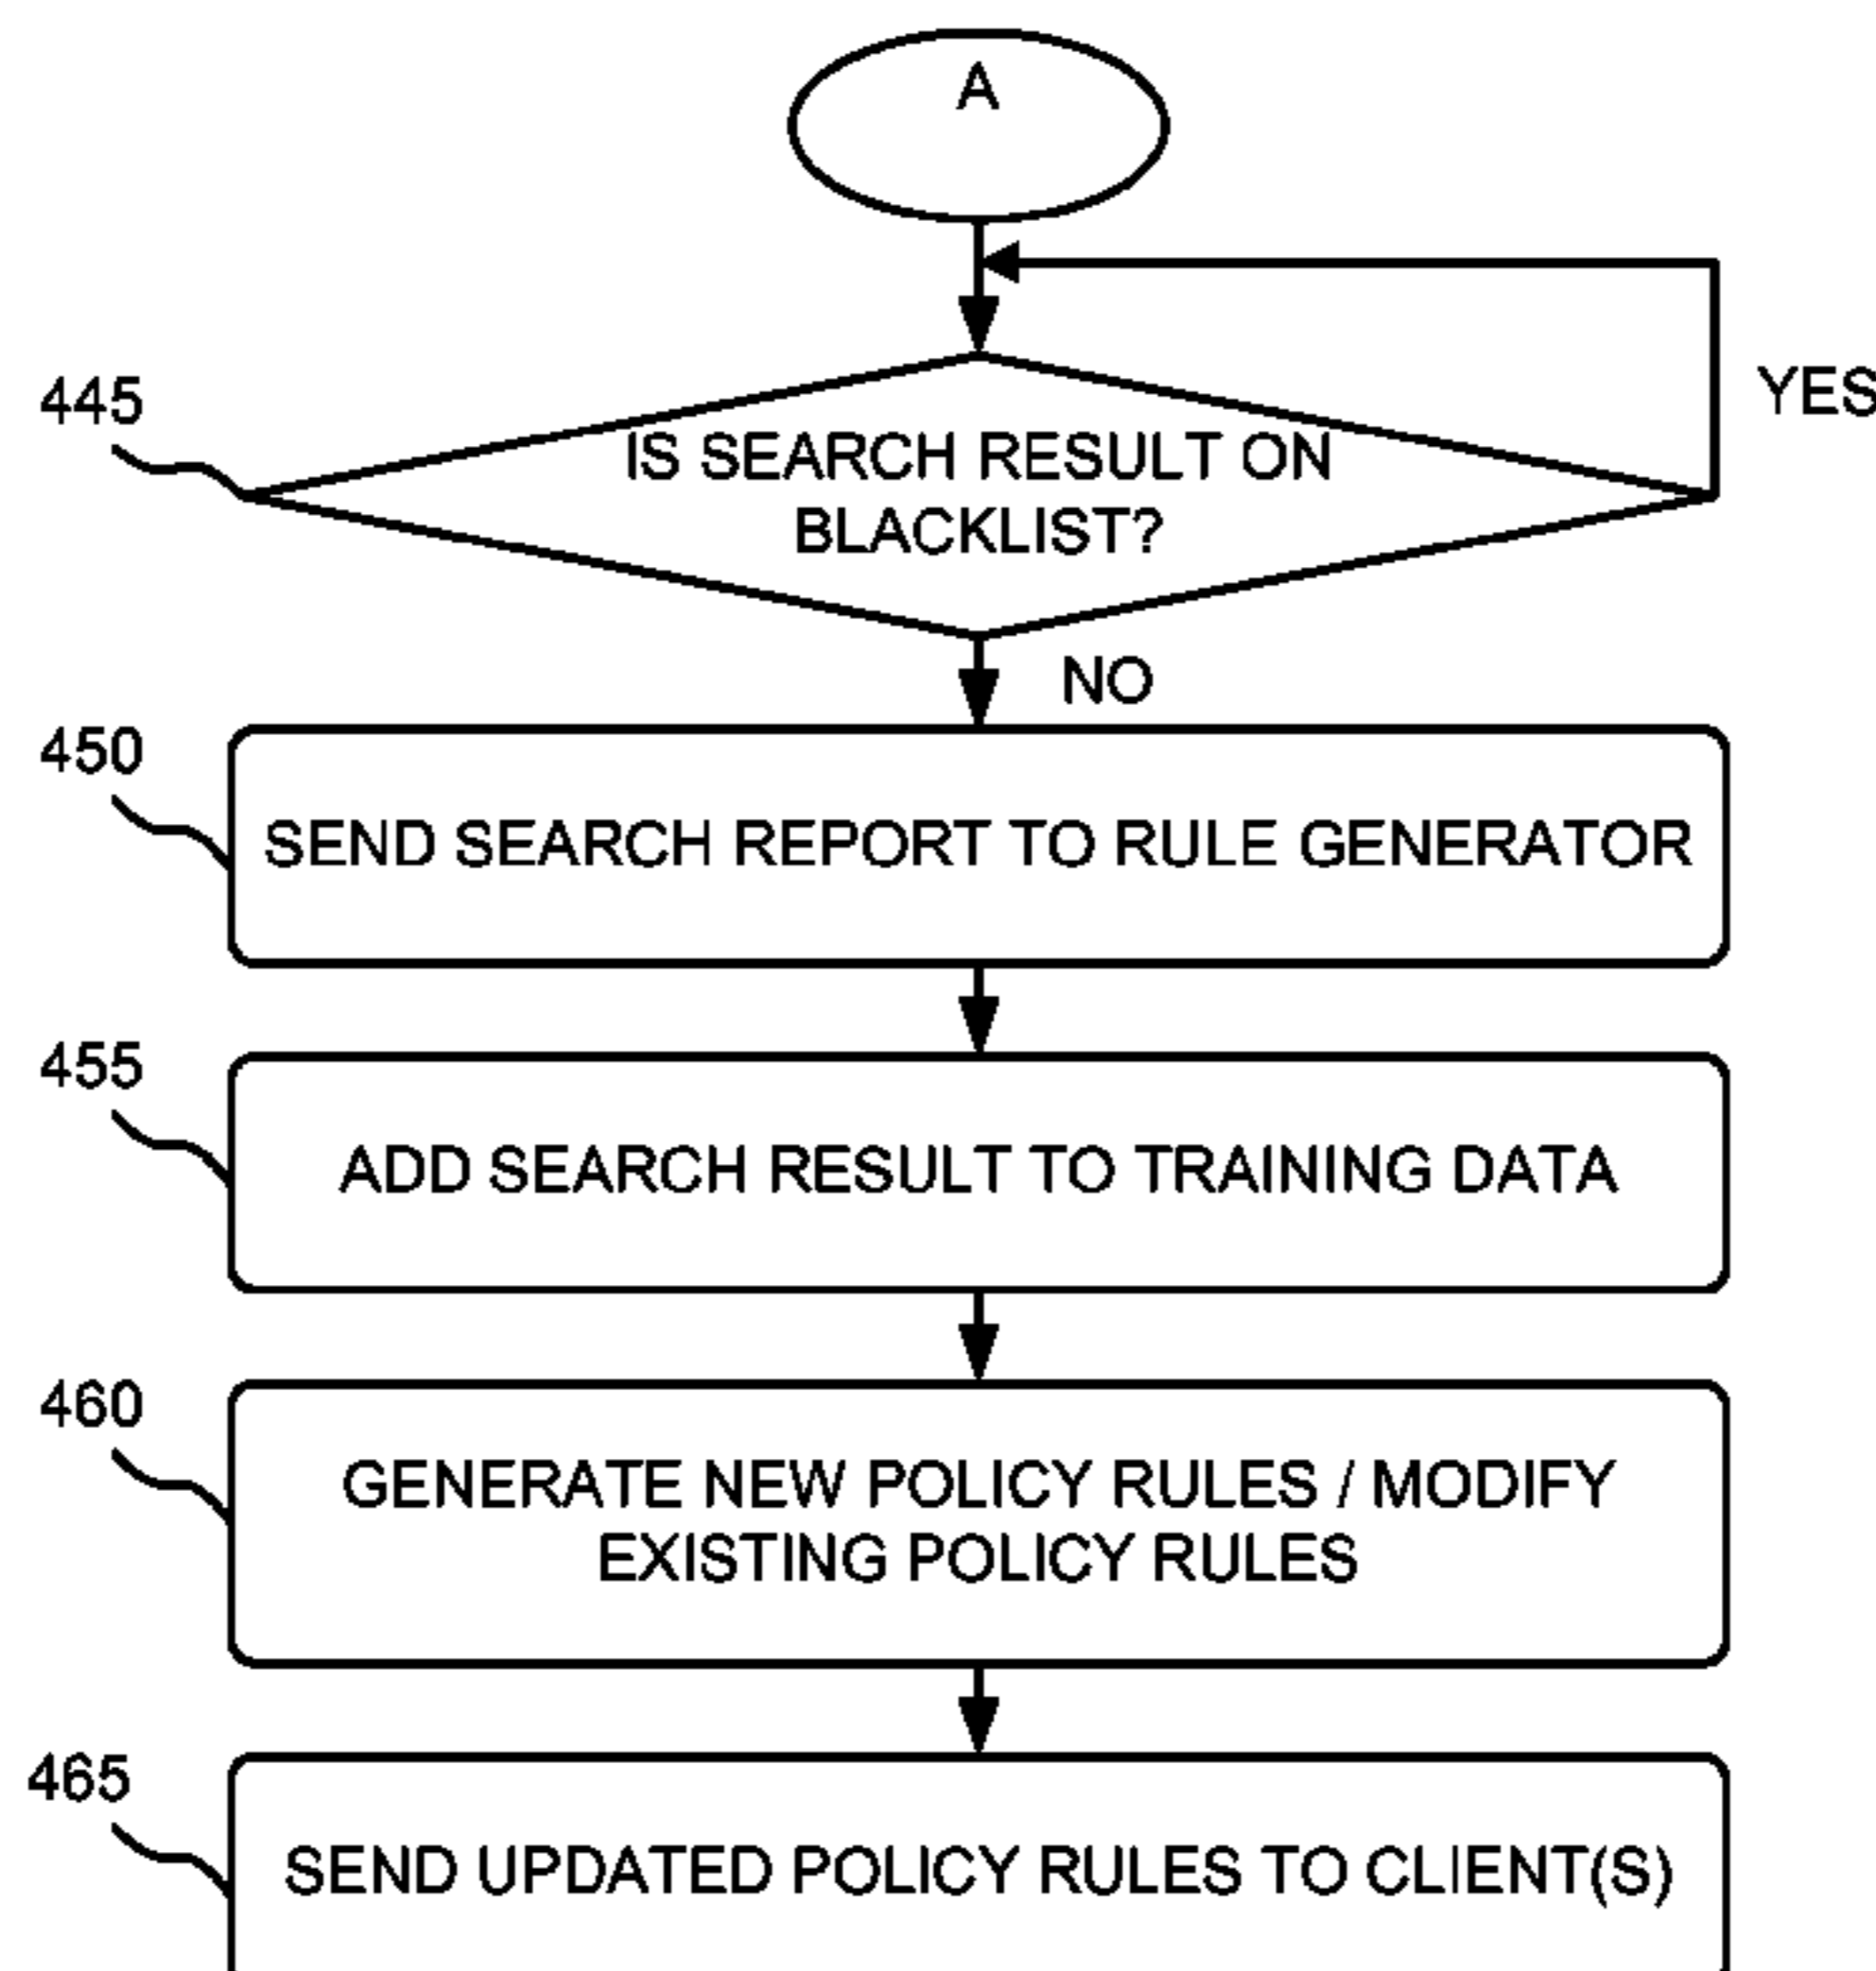 A
YES
445
IS SEARCH RESULT ON
BLACKLIST?
NO
450
SEND SEARCH REPORT TO RULE GENERATOR
455
ADD SEARCH RESULT TO TRAINING DATA
460
GENERATE NEW POLICY RULES / MODIFY
EXISTING POLICY RULES
465
SEND UPDATED POLICY RULES TO CLIENT(S)